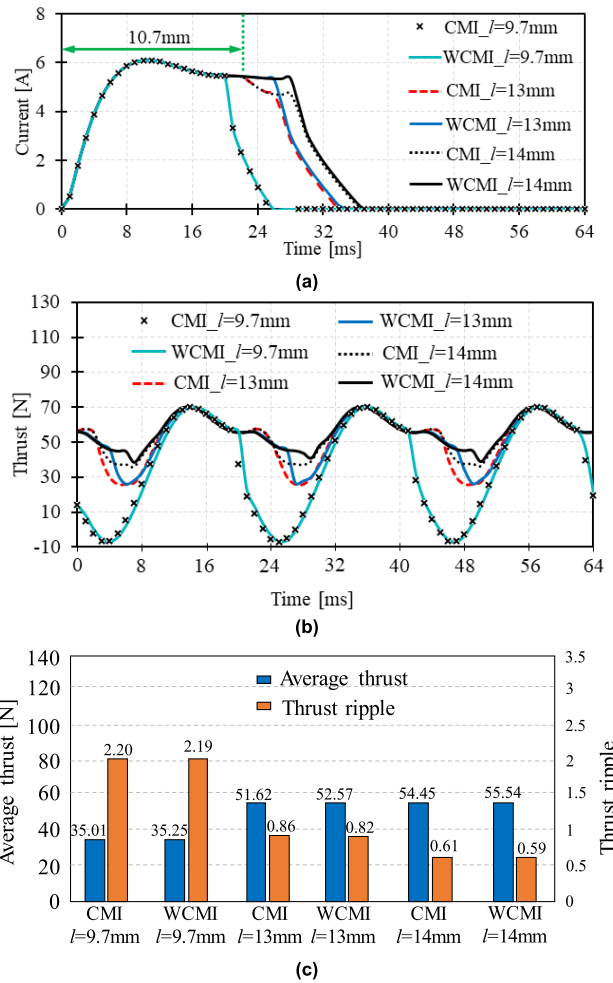 10.7mm
CMI_l=9.7mm
WCMI_l=9.7mm
CMI_l=13mm
WCMI_l=13mm
CMI_l=14mm
WCMI_l=14mm
Current [A]
8
6
4
2
0
0 8 16 24 32 40 48 56 64
Time [ms]
(a)
CMI_l=9.7mm WCMI_l=13mm
WCMI_l=9.7mm CMI_l=14mm
CMI_l=13mm WCMI_l=14mm
Thrust [N]
130
110
90
70
50
30
10
-10
0 8 16 24 32 40 48 56 64
Time [ms]
(b)
Average thrust
Thrust ripple
Average thrust [N]
140
120
100
80
60
40
20
0
35.01 2.20 35.25 2.19 51.62 0.86 52.57 0.82 54.45 0.61 55.54 0.59
3.5
3
2.5
2
1.5
1
0.5
0
Thrust ripple
CMI WCMI CMI WCMI CMI WCMI
l=9.7mm l=9.7mm l=13mm l=13mm l=14mm l=14mm
(c)